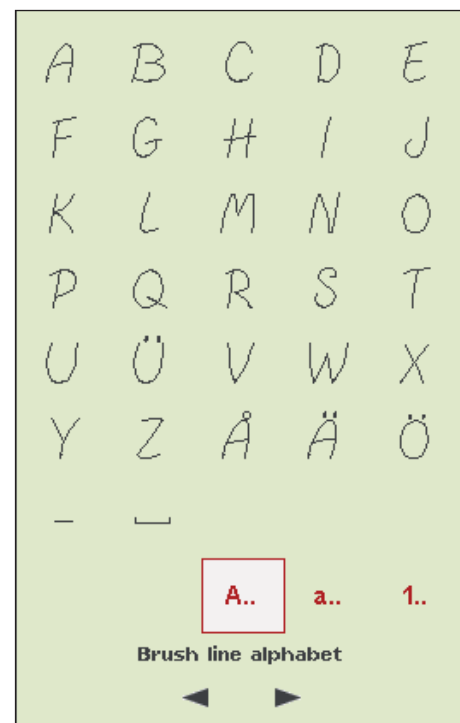 A B C D E
F G H I J
K L M N O
P Q R S T
U Ü V W X
Y Z Å Ä Ö
– ⎵
A.. a.. 1..
Brush line alphabet